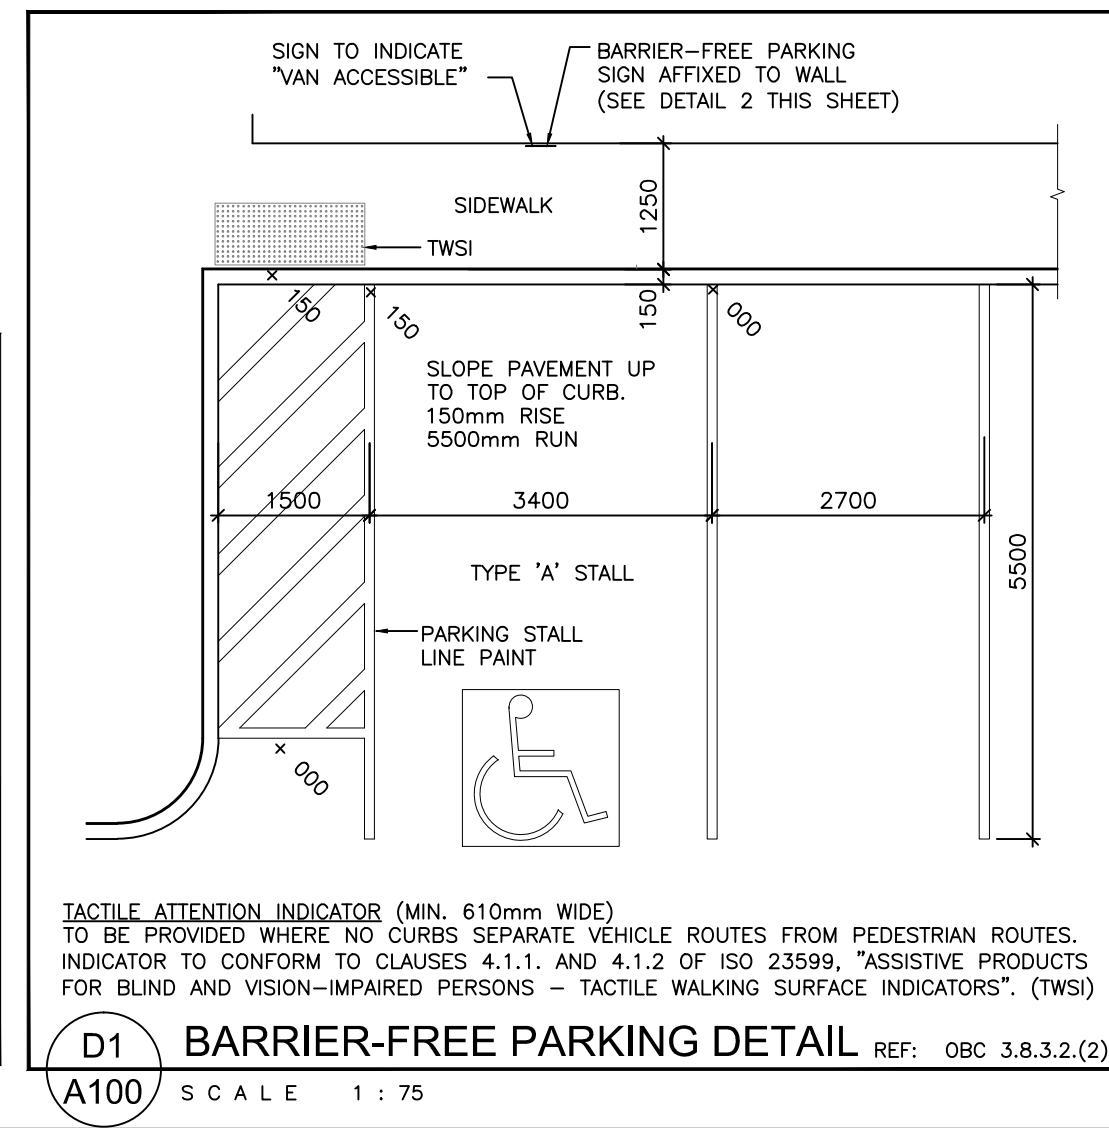 SIGN TO INDICATE
"VAN ACCESSIBLE"
BARRIER-FREE PARKING
SIGN AFFIXED TO WALL
(SEE DETAIL 2 THIS SHEET)
SIDEWALK
1250
TWSI
150
150
150
000
SLOPE PAVEMENT UP
TO TOP OF CURB.
150mm RISE
5500mm RUN
1500
3400
2700
5500
TYPE 'A' STALL
PARKING STALL
LINE PAINT
000
TACTILE ATTENTION INDICATOR (MIN. 610mm WIDE)
TO BE PROVIDED WHERE NO CURBS SEPARATE VEHICLE ROUTES FROM PEDESTRIAN ROUTES.
INDICATOR TO CONFORM TO CLAUSES 4.1.1. AND 4.1.2 OF ISO 23599, "ASSISTIVE PRODUCTS
FOR BLIND AND VISION-IMPAIRED PERSONS – TACTILE WALKING SURFACE INDICATORS". (TWSI)
D1
A100
BARRIER-FREE PARKING DETAIL REF: OBC 3.8.3.2.(2)
SCALE 1 : 75